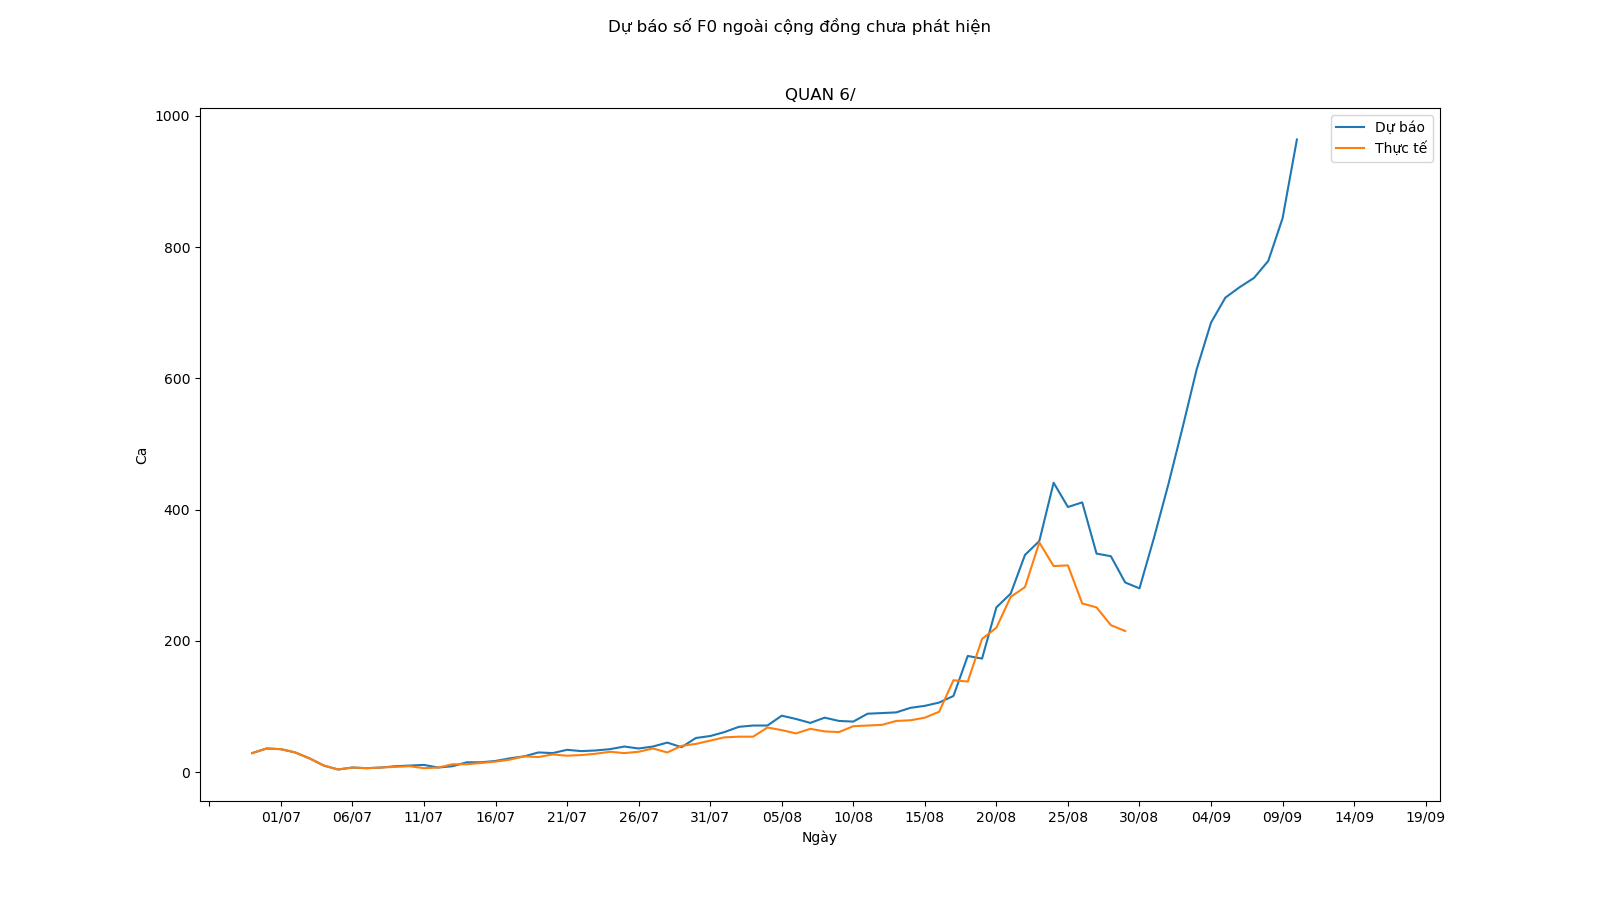 Dự báo số F0 ngoài cộng đồng chưa phát hiện
QUAN 6/
Dự báo
Thực tế
1000
800
600
400
200
0
Ca
01/07 06/07 11/07 16/07 21/07 26/07 31/07 05/08 10/08 15/08 20/08 25/08 30/08 04/09 09/09 14/09 19/09
Ngày